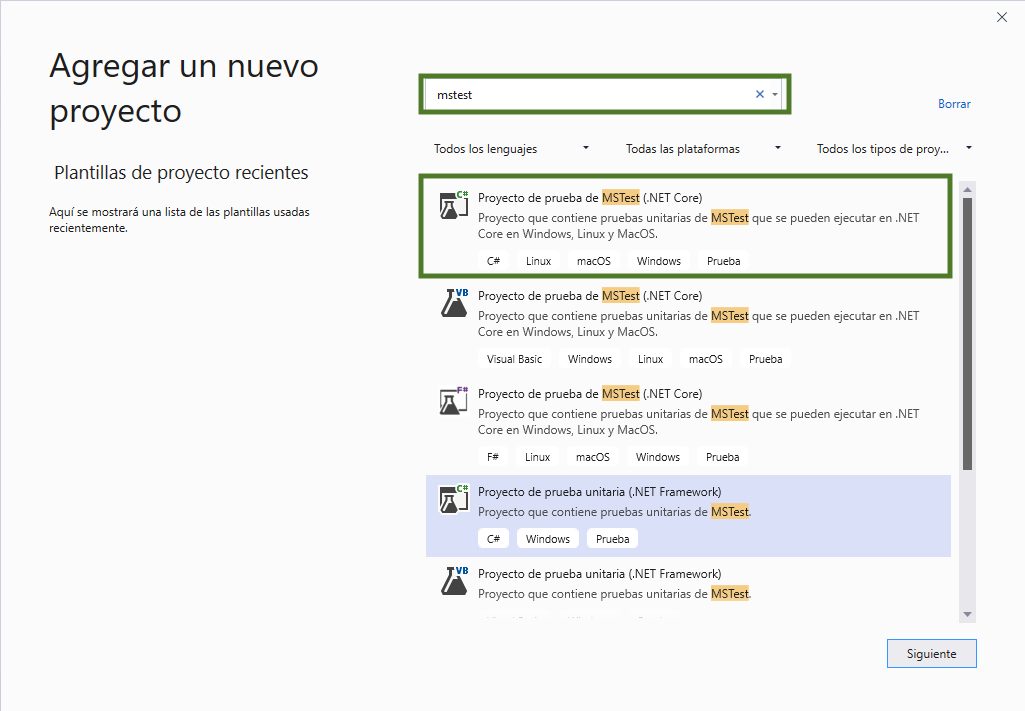 Agregar un nuevo
proyecto
Plantillas de proyecto recientes
Aquí se mostrará una lista de las plantillas usadas
recientemente.
mstest
Borrar
Todos los lenguajes
Todas las plataformas
Todos los tipos de proy...
C#
Proyecto de prueba de MSTest (.NET Core)
Proyecto que contiene pruebas unitarias de MSTest que se pueden ejecutar en .NET
Core en Windows, Linux y MacOS.
C# Linux macOS Windows Prueba
VB
Proyecto de prueba de MSTest (.NET Core)
Proyecto que contiene pruebas unitarias de MSTest que se pueden ejecutar en .NET
Core en Windows, Linux y MacOS.
Visual Basic Windows Linux macOS Prueba
F#
Proyecto de prueba de MSTest (.NET Core)
Proyecto que contiene pruebas unitarias de MSTest que se pueden ejecutar en .NET
Core en Windows, Linux y MacOS.
F# Linux macOS Windows Prueba
C#
Proyecto de prueba unitaria (.NET Framework)
Proyecto que contiene pruebas unitarias de MSTest.
C# Windows Prueba
VB
Proyecto de prueba unitaria (.NET Framework)
Proyecto que contiene pruebas unitarias de MSTest.
Siguiente